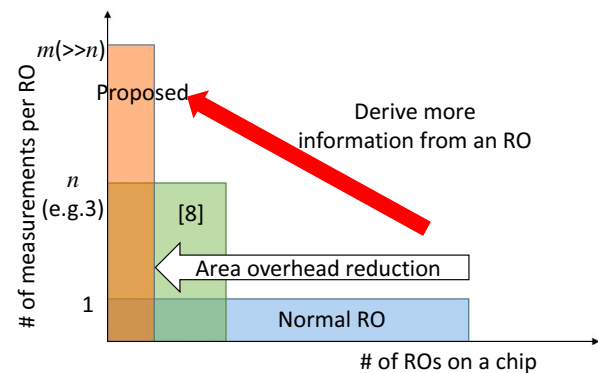 # of measurements per RO
m(>>n)
Proposed
Derive more
information from an RO
n
(e.g.3)
[8]
Area overhead reduction
1
Normal RO
# of ROs on a chip